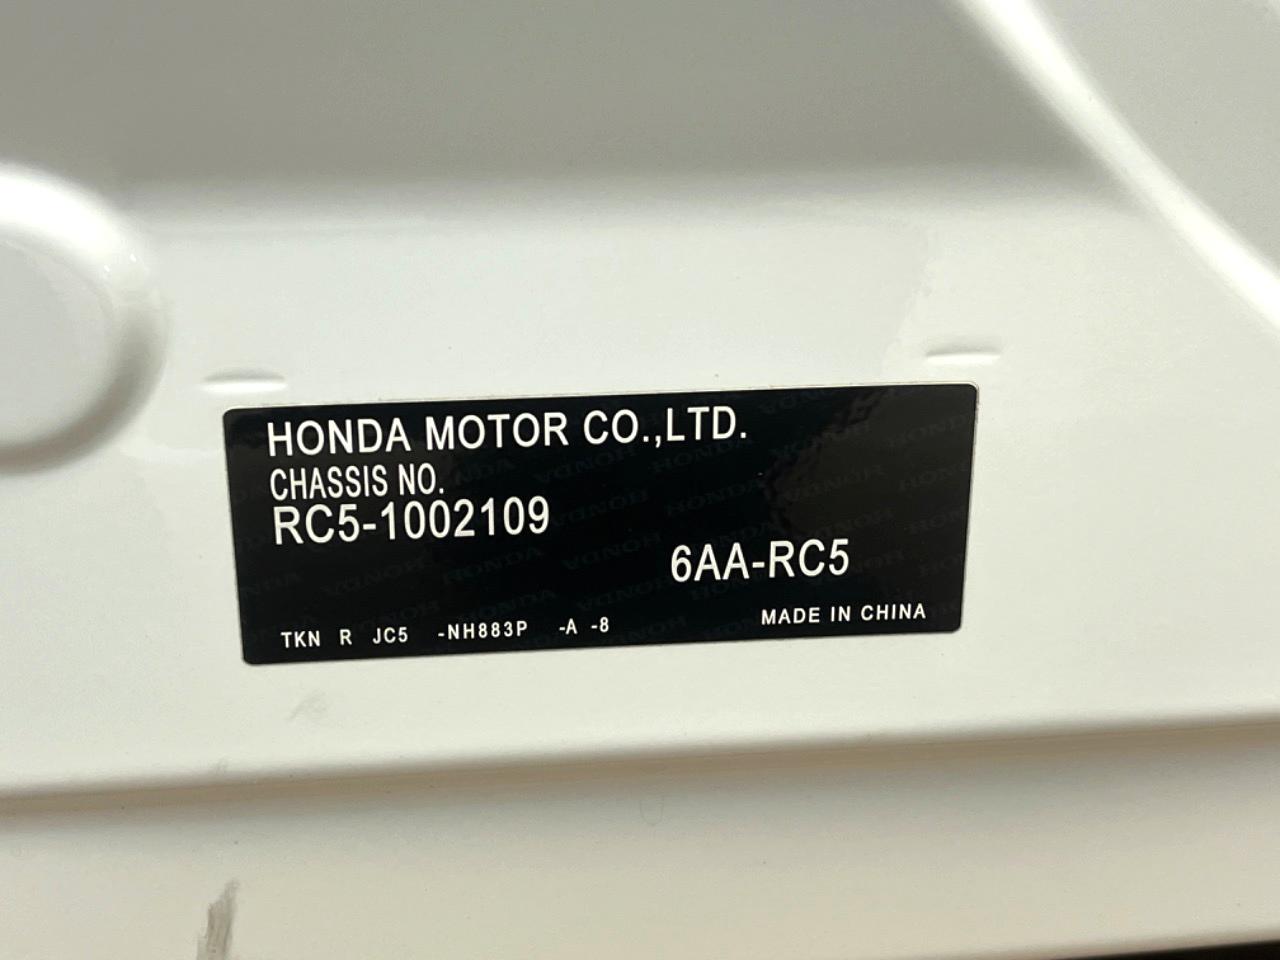 HONDA MOTOR CO.,LTD.
CHASSIS NO.
RC5-1002109
6AA-RC5
TKN R JC5 -NH883P -A -8
MADE IN CHINA